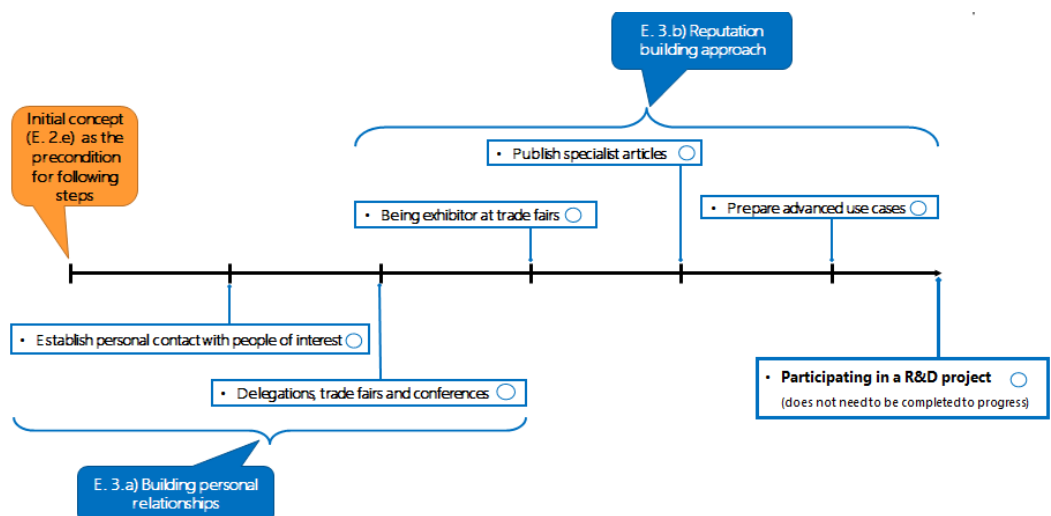 E. 3.b) Reputation
building approach
Initial concept
(E. 2.e) as the
precondition
for following
steps
• Publish specialist articles
• Being exhibitor at trade fairs
• Prepare advanced use cases
• Establish personal contact with people of interest
• Delegations, trade fairs and conferences
• Participating in a R&D project
(does not need to be completed to progress)
E. 3.a) Building personal
relationships